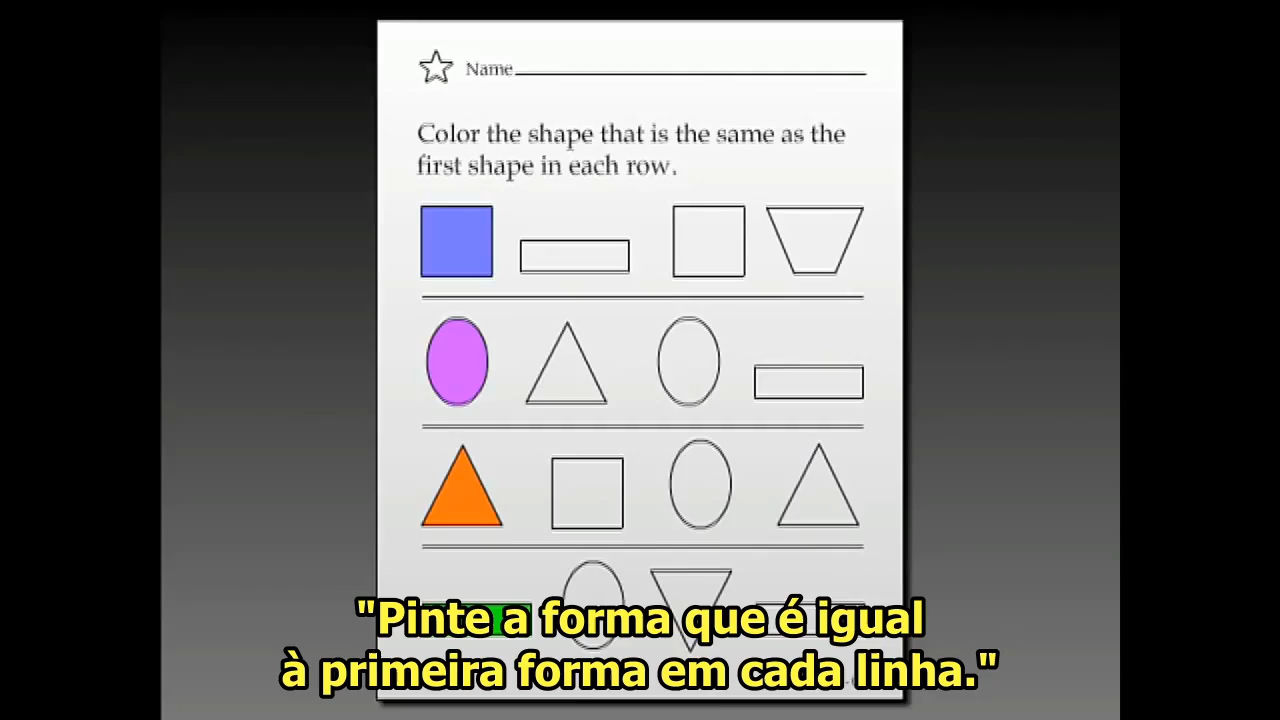 Name
Color the shape that is the same as the
first shape in each row.
"Pinte a forma que é igual
à primeira forma em cada linha."